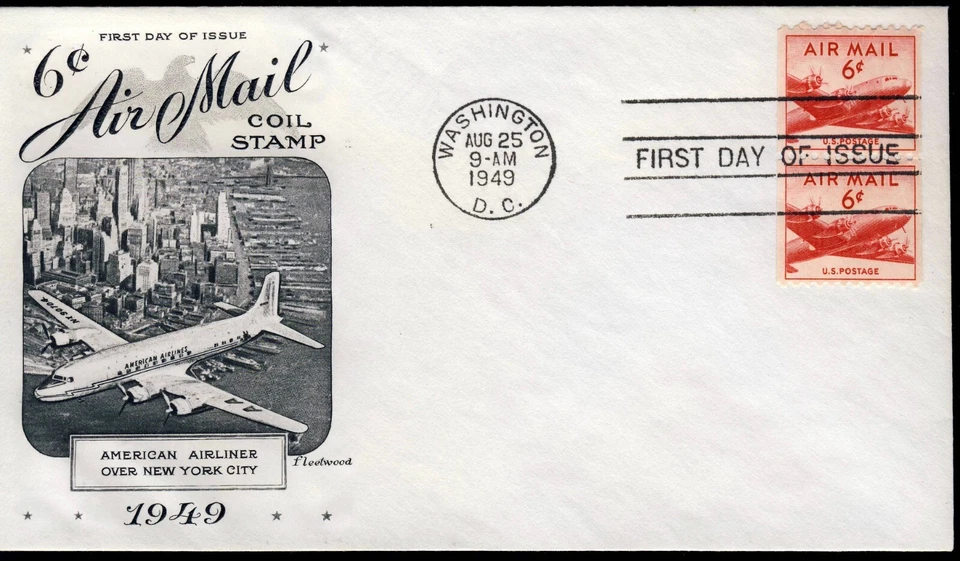 FIRST DAY OF ISSUE
6¢ Air Mail
COIL
STAMP
AMERICAN AIRLINES
AA
AMERICAN AIRLINER
OVER NEW YORK CITY
fleetwood
1949
WASHINGTON
AUG 25
9-AM
1949
D. C.
AIR MAIL
6¢
U.S. POSTAGE
FIRST DAY OF ISSUE
AIR MAIL
6¢
U.S. POSTAGE